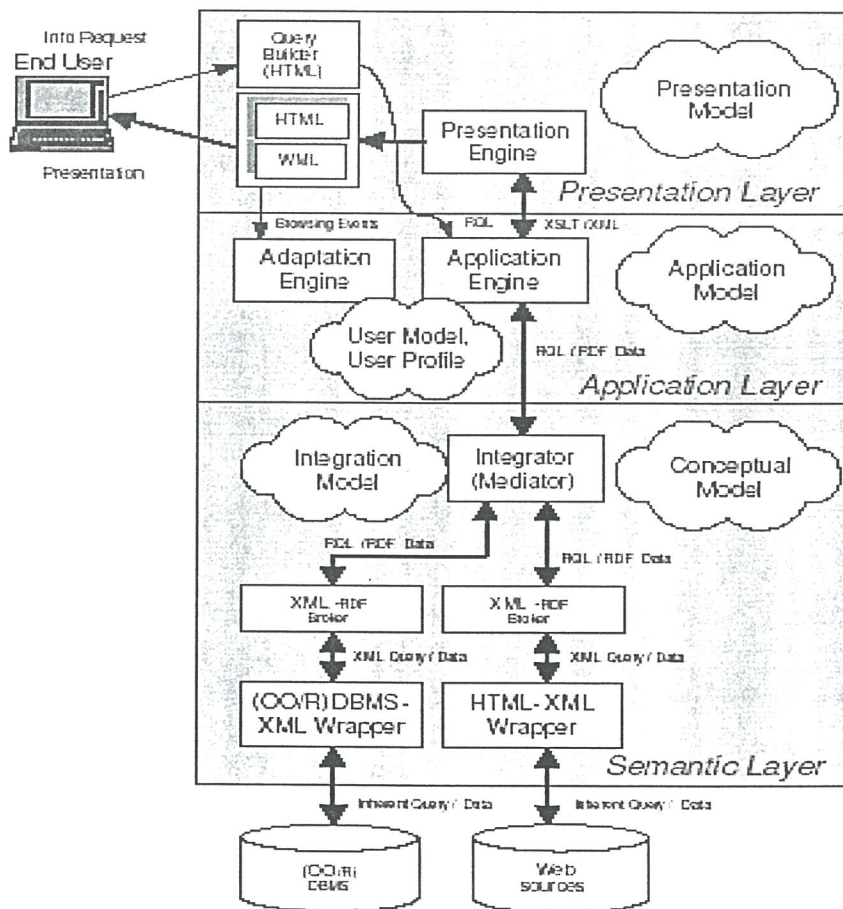 Info Request
End User
Presentation
Query
Builder
(HTML)
HTML
WML
Presentation
Engine
Presentation
Model
Presentation Layer
Browsing Events
RQL
XSLT /XML
Adaptation
Engine
Application
Engine
Application
Model
User Model,
User Profile
RQL / RDF Data
Application Layer
Integration
Model
Integrator
(Mediator)
Conceptual
Model
RQL / RDF Data
RQL / RDF Data
XML -RDF
Broker
XML -RDF
Broker
XML Query / Data
XML Query / Data
(OO/R) DBMS -
XML Wrapper
HTML- XML
Wrapper
Semantic Layer
Inherent Query / Data
Inherent Query / Data
(OO/R)
DBMS
Web
sources